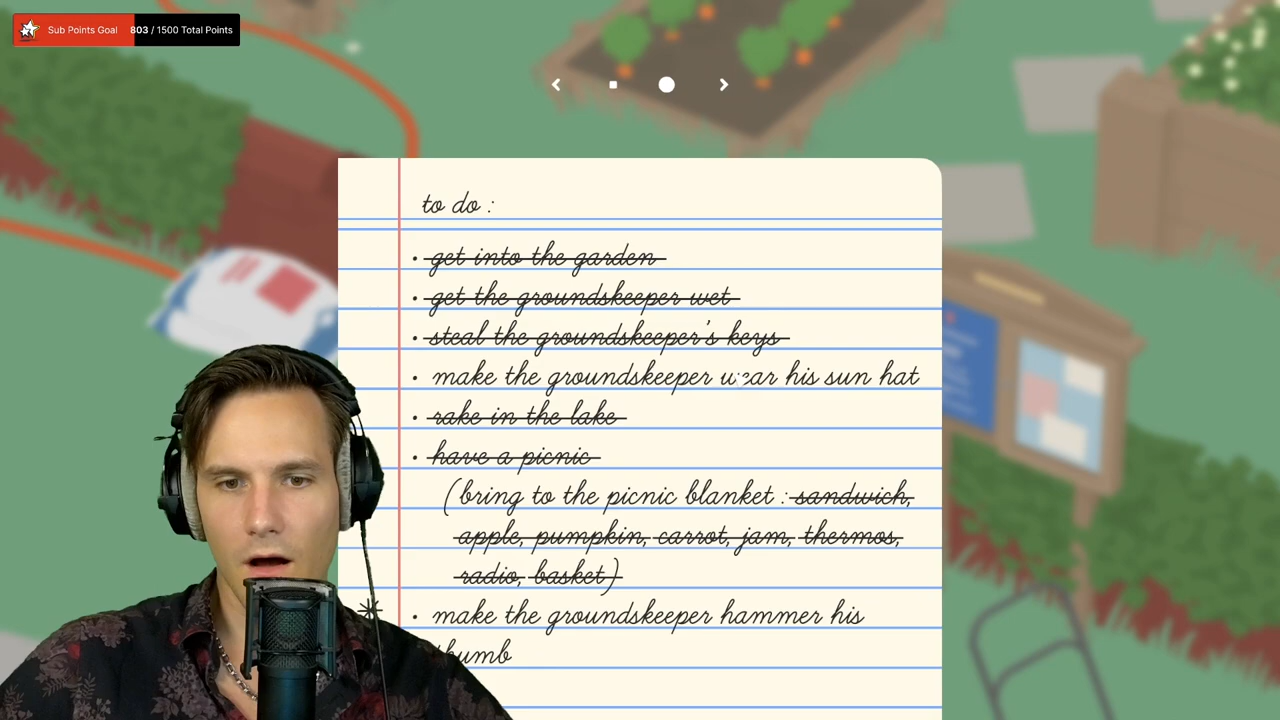 Sub Points Goal 803 / 1500 Total Points
to do :
• get into the garden
• get the groundskeeper wet
• steal the groundskeeper's keys
• make the groundskeeper wear his sun hat
• rake in the lake
• have a picnic
(bring to the picnic blanket : sandwich,
apple, pumpkin, carrot, jam, thermos,
radio, basket)
• make the groundskeeper hammer his
thumb